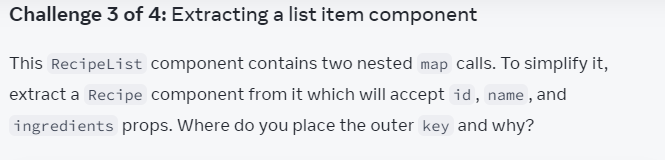 Challenge 3 of 4: Extracting a list item component
This RecipeList component contains two nested map calls. To simplify it,
extract a Recipe component from it which will accept id, name, and
ingredients props. Where do you place the outer key and why?